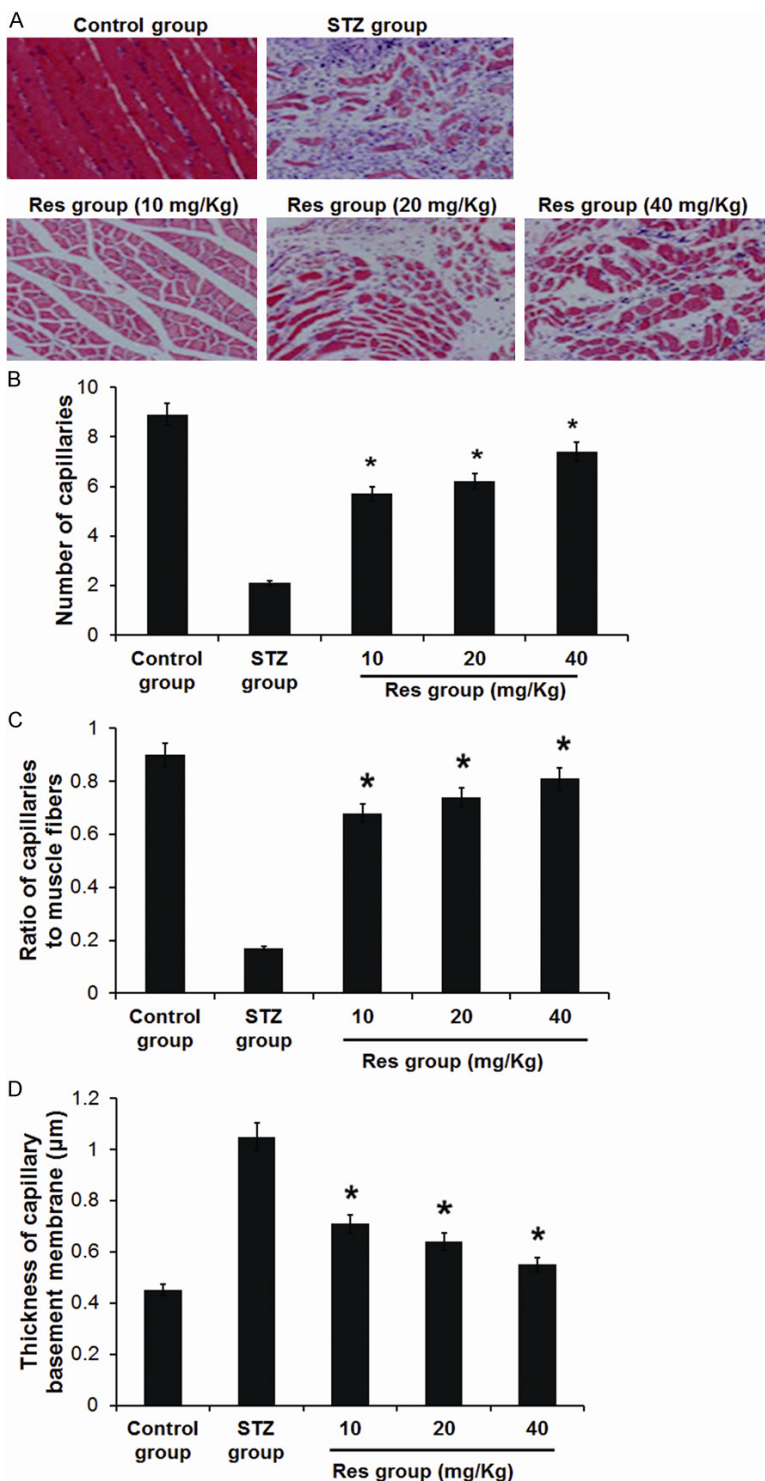 A
Control group
STZ group
Res group (10 mg/Kg)
Res group (20 mg/Kg)
Res group (40 mg/Kg)
B
Number of capillaries
10
8
6
4
2
0
*
*
*
Control
group
STZ
group
10
20
40
Res group (mg/Kg)
C
Ratio of capillaries
to muscle fibers
1
0.8
0.6
0.4
0.2
0
*
*
*
Control
group
STZ
group
10
20
40
Res group (mg/Kg)
D
Thickness of capillary
basement membrane (μm)
1.2
1
0.8
0.6
0.4
0.2
0
*
*
*
Control
group
STZ
group
10
20
40
Res group (mg/Kg)